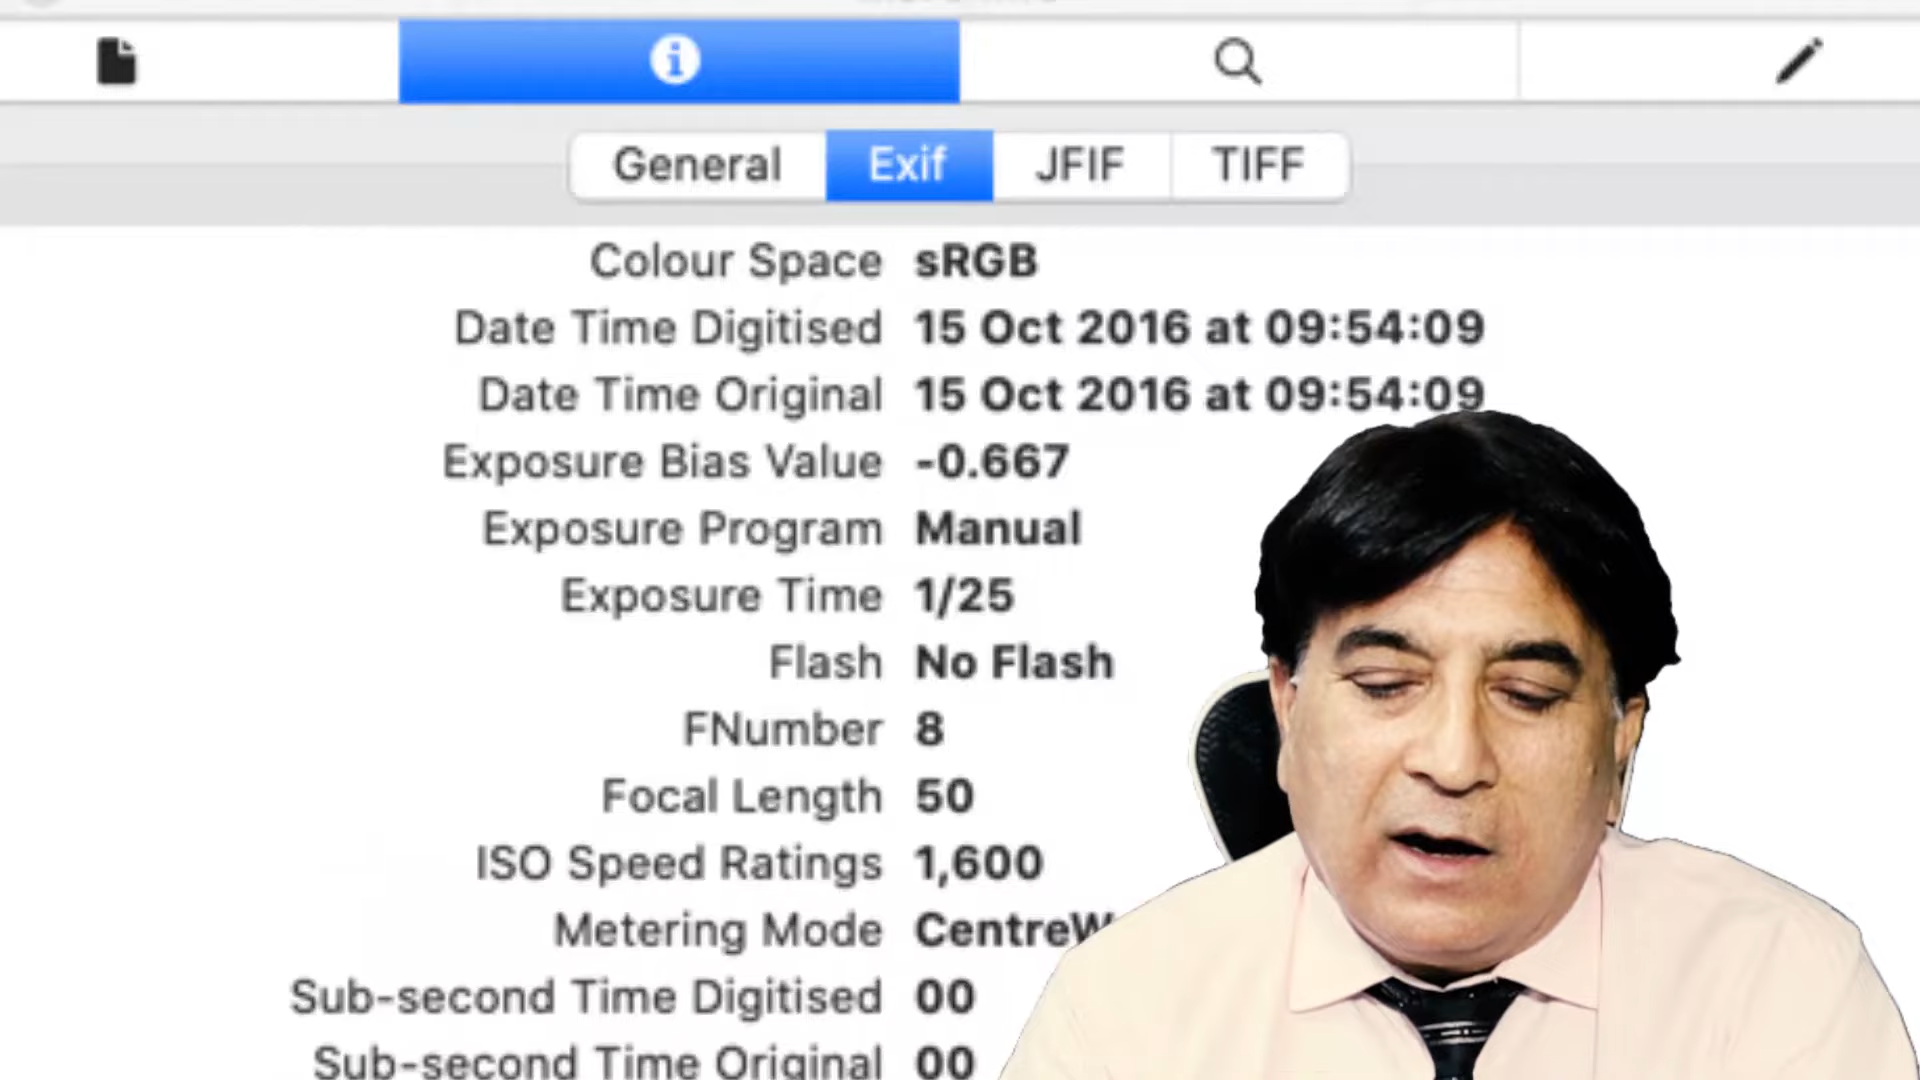 General Exif JFIF TIFF
Colour Space sRGB
Date Time Digitised 15 Oct 2016 at 09:54:09
Date Time Original 15 Oct 2016 at 09:54:09
Exposure Bias Value -0.667
Exposure Program Manual
Exposure Time 1/25
Flash No Flash
FNumber 8
Focal Length 50
ISO Speed Ratings 1,600
Metering Mode CentreW
Sub-second Time Digitised 00
Sub-second Time Original 00